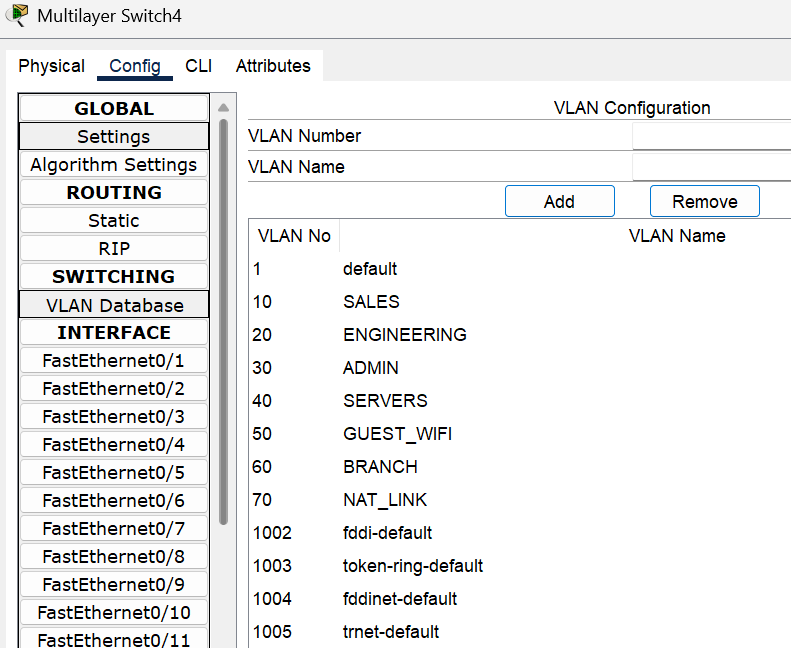 Multilayer Switch4
Physical Config CLI Attributes
GLOBAL
Settings
Algorithm Settings
ROUTING
Static
RIP
SWITCHING
VLAN Database
INTERFACE
FastEthernet0/1
FastEthernet0/2
FastEthernet0/3
FastEthernet0/4
FastEthernet0/5
FastEthernet0/6
FastEthernet0/7
FastEthernet0/8
FastEthernet0/9
FastEthernet0/10
FastEthernet0/11
VLAN Configuration
VLAN Number
VLAN Name
Add Remove
VLAN No VLAN Name
1 default
10 SALES
20 ENGINEERING
30 ADMIN
40 SERVERS
50 GUEST_WIFI
60 BRANCH
70 NAT_LINK
1002 fddi-default
1003 token-ring-default
1004 fddinet-default
1005 trnet-default